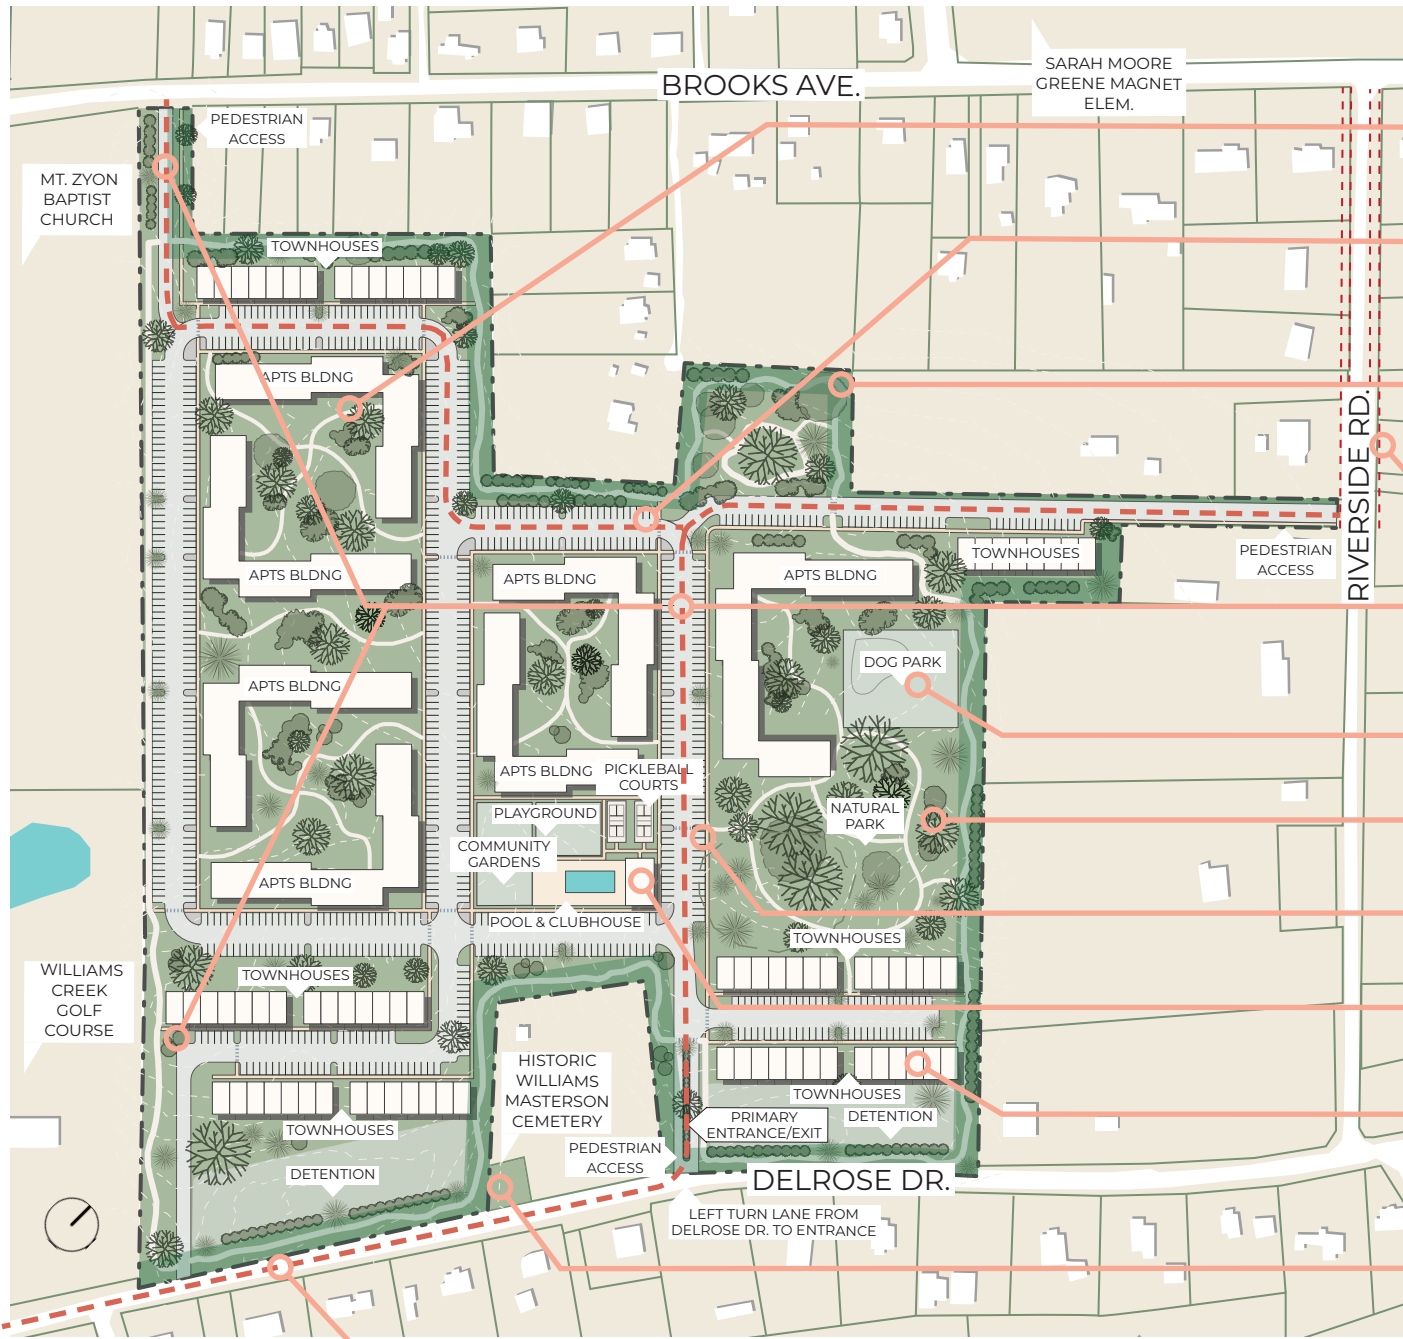 BROOKS AVE.
SARAH MOORE
GREENE MAGNET
ELEM.
PEDESTRIAN
ACCESS
MT. ZYON
BAPTIST
CHURCH
TOWNHOUSES
APTS BLDNG
RIVERSIDE RD.
APTS BLDNG
APTS BLDNG
APTS BLDNG
TOWNHOUSES
PEDESTRIAN
ACCESS
DOG PARK
APTS BLDNG
APTS BLDNG
PICKLEBALL
COURTS
PLAYGROUND
NATURAL
PARK
COMMUNITY
GARDENS
APTS BLDNG
POOL & CLUBHOUSE
TOWNHOUSES
WILLIAMS
CREEK
GOLF
COURSE
TOWNHOUSES
HISTORIC
WILLIAMS
MASTERSON
CEMETERY
TOWNHOUSES
DETENTION
PRIMARY
ENTRANCE/EXIT
TOWNHOUSES
PEDESTRIAN
ACCESS
DETENTION
DELROSE DR.
LEFT TURN LANE FROM
DELROSE DR. TO ENTRANCE